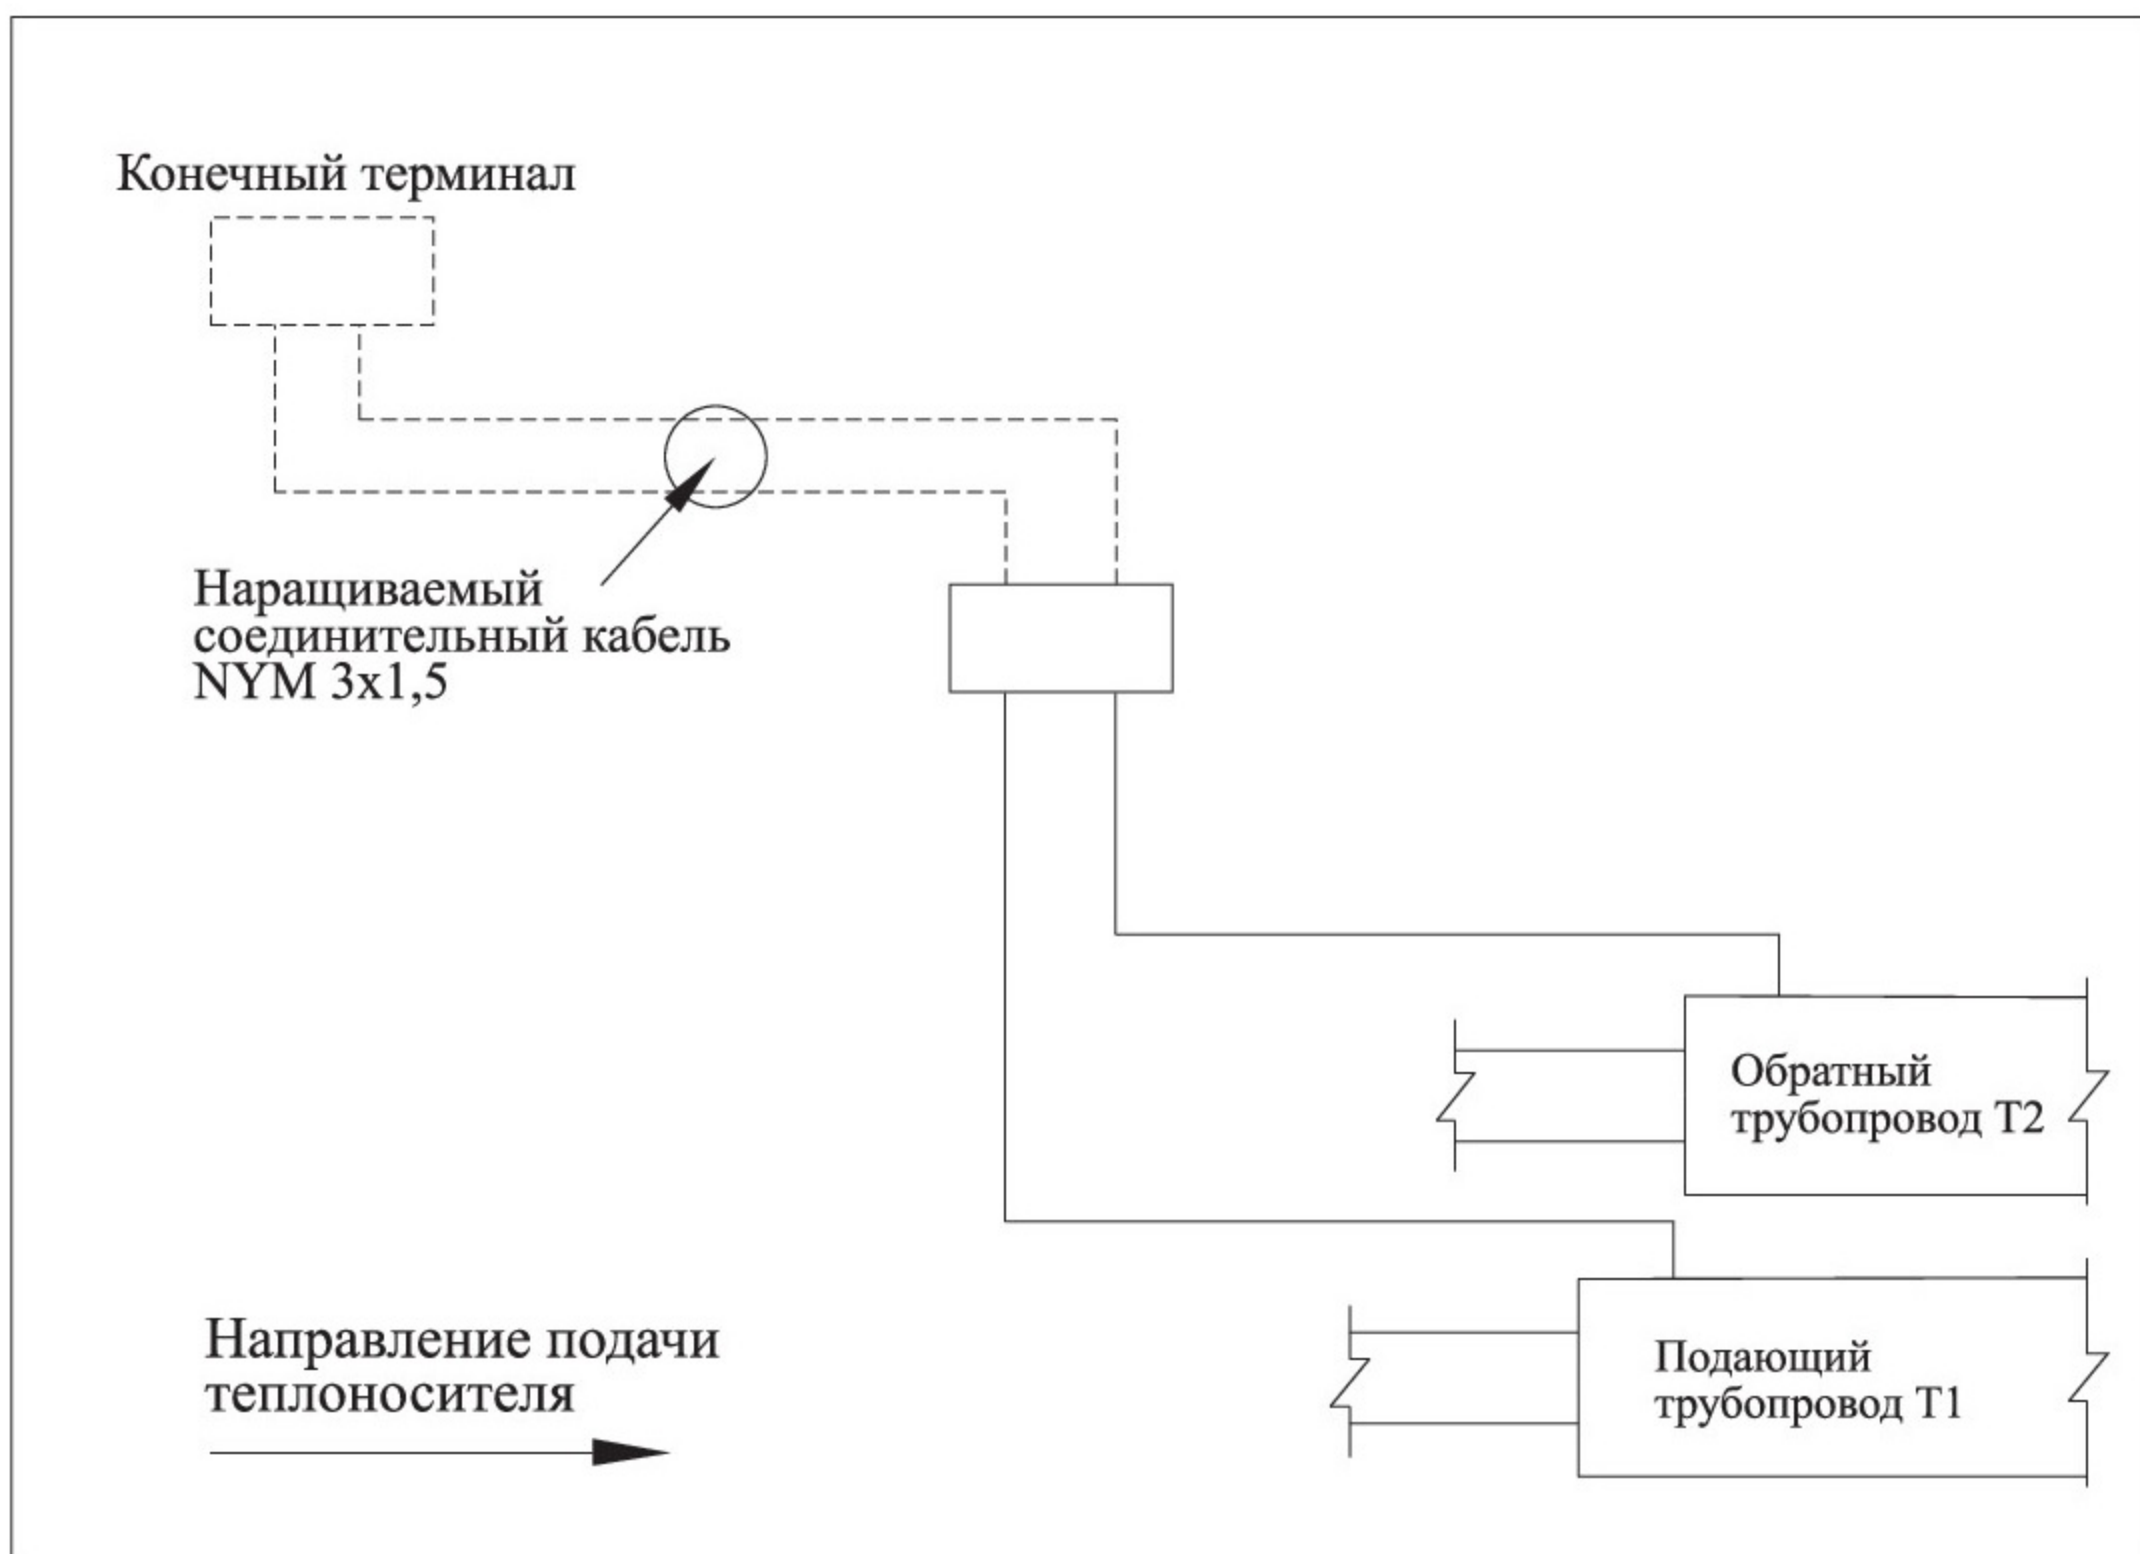 Конечный терминал
Наращиваемый
соединительный кабель
NYM 3x1,5
Обратный
трубопровод Т2
Направление подачи
теплоносителя
Подающий
трубопровод Т1